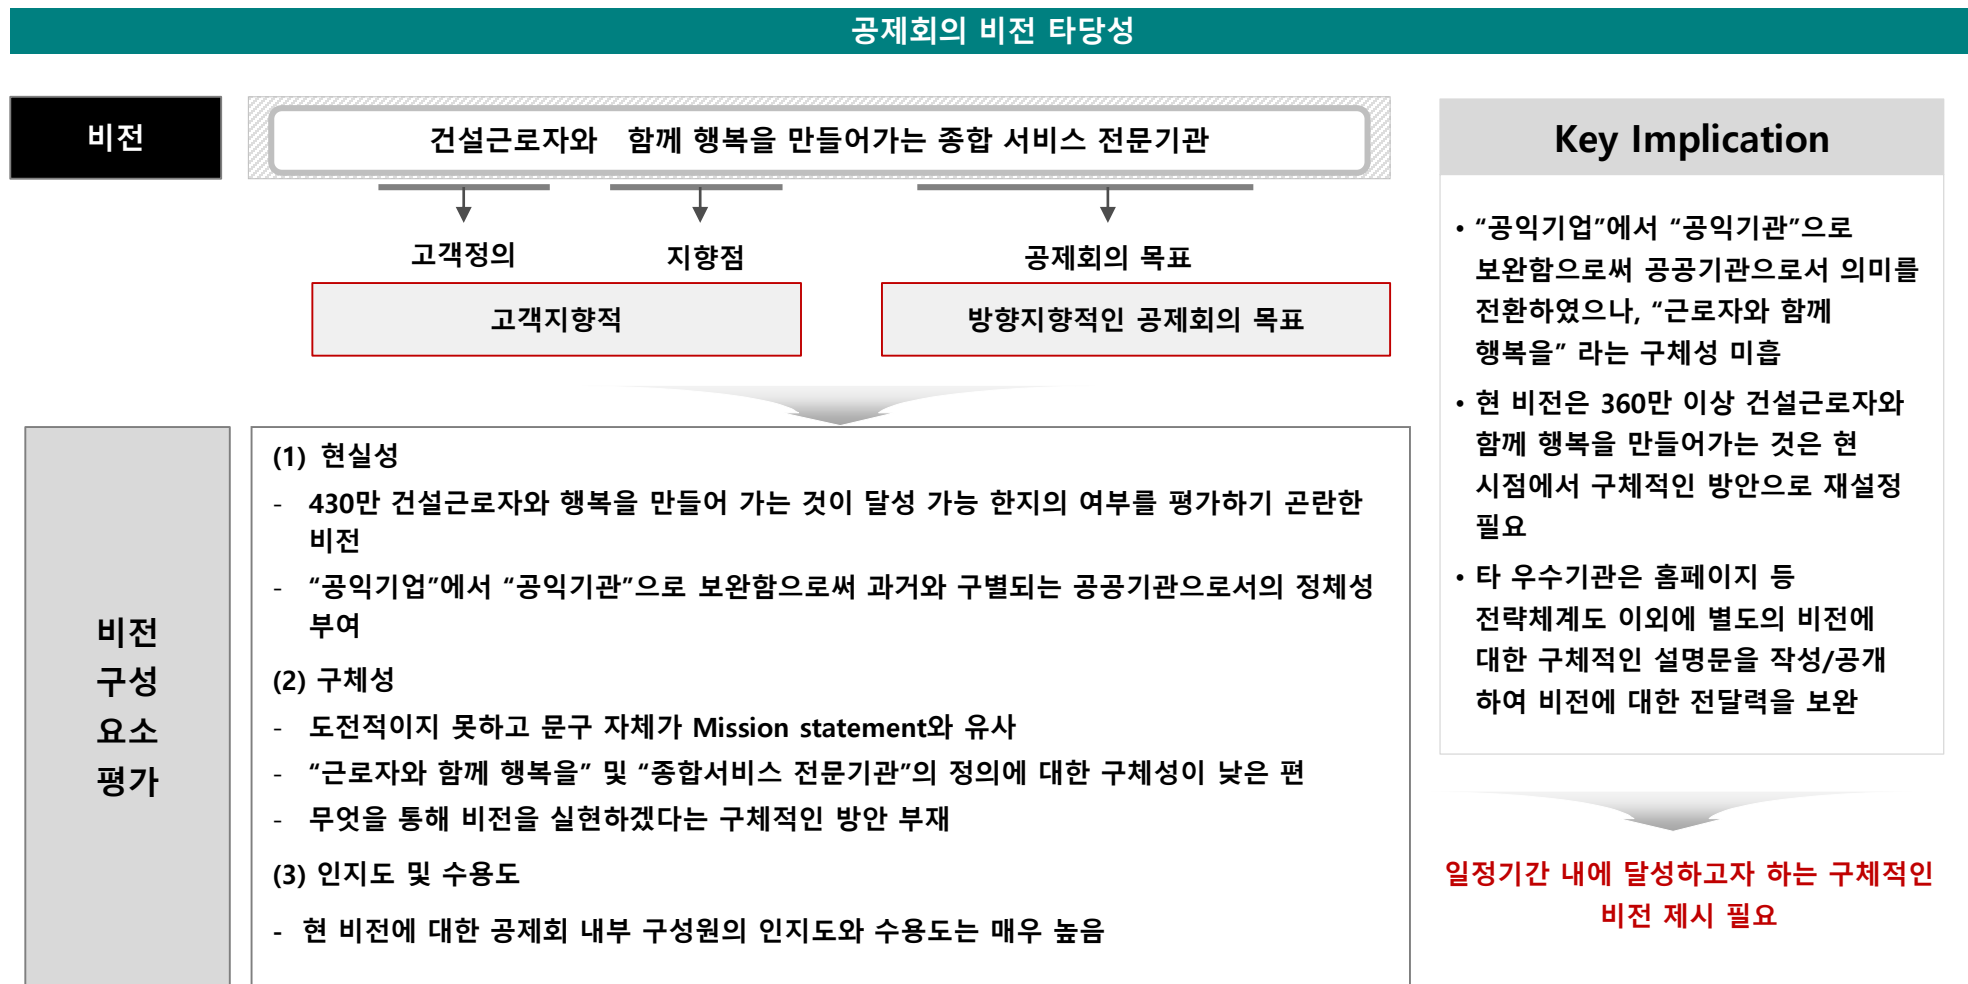 공제회의 비전 타당성
비전
건설근로자와 함께 행복을 만들어가는 종합 서비스 전문기관
고객정의
지향점
공제회의 목표
고객지향적
방향지향적인 공제회의 목표
비전
구성
요소
평가
(1) 현실성
- 430만 건설근로자와 행복을 만들어 가는 것이 달성 가능 한지의 여부를 평가하기 곤란한
비전
- “공익기업”에서 “공익기관”으로 보완함으로써 과거와 구별되는 공공기관으로서의 정체성
부여
(2) 구체성
- 도전적이지 못하고 문구 자체가 Mission statement와 유사
- “근로자와 함께 행복을” 및 “종합서비스 전문기관”의 정의에 대한 구체성이 낮은 편
- 무엇을 통해 비전을 실현하겠다는 구체적인 방안 부재
(3) 인지도 및 수용도
- 현 비전에 대한 공제회 내부 구성원의 인지도와 수용도는 매우 높음
Key Implication
• “공익기업”에서 “공익기관”으로
보완함으로써 공공기관으로서 의미를
전환하였으나, “근로자와 함께
행복을” 라는 구체성 미흡
• 현 비전은 360만 이상 건설근로자와
함께 행복을 만들어가는 것은 현
시점에서 구체적인 방안으로 재설정
필요
• 타 우수기관은 홈페이지 등
전략체계도 이외에 별도의 비전에
대한 구체적인 설명문을 작성/공개
하여 비전에 대한 전달력을 보완
일정기간 내에 달성하고자 하는 구체적인
비전 제시 필요